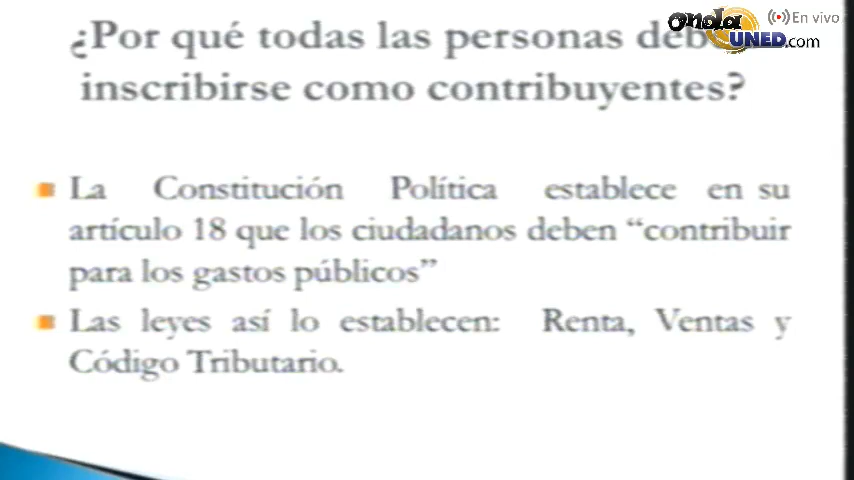 ¿Por qué todas las personas deb
inscribirse como contribuyentes?
La Constitución Política establece en su
artículo 18 que los ciudadanos deben “contribuir
para los gastos públicos”
Las leyes así lo establecen: Renta, Ventas y
Código Tributario.
onda
UNED.com
En vivo